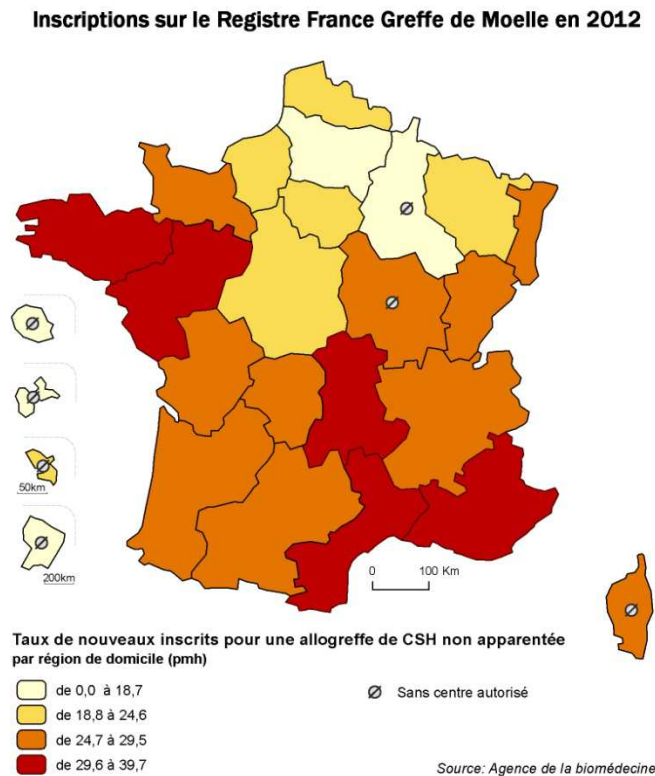 Inscriptions sur le Registre France Greffe de Moelle en 2012
50km
200km
0 100 Km
Taux de nouveaux inscrits pour une allogreffe de CSH non apparentée
par région de domicile (pmh)
de 0,0 à 18,7
de 18,8 à 24,6
de 24,7 à 29,5
de 29,6 à 39,7
Sans centre autorisé
Source: Agence de la biomédecine